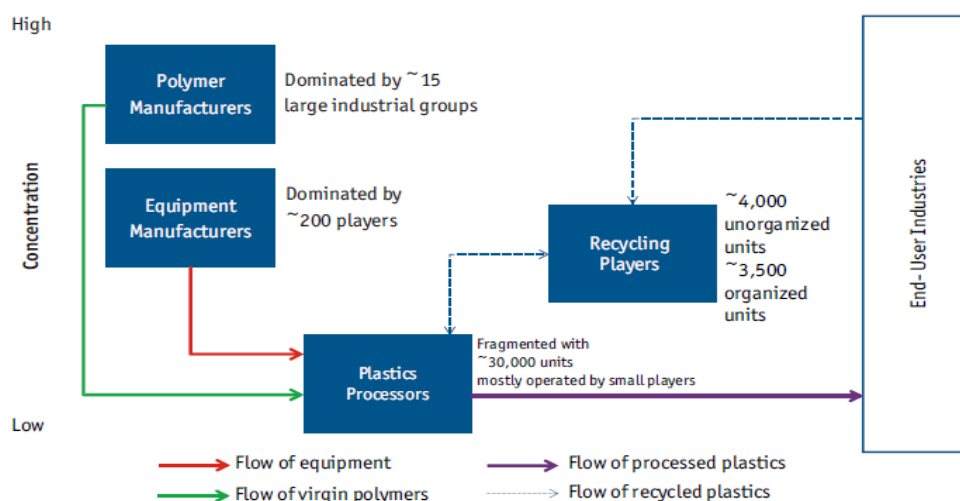 High
Polymer
Manufacturers
Dominated by ~15
large industrial groups
Concentration
Equipment
Manufacturers
Dominated by
~200 players
Recycling
Players
~4,000
unorganized
units
~3,500
organized
units
End-User Industries
Plastics
Processors
Fragmented with
~30,000 units
mostly operated by small players
Low
Flow of equipment
Flow of processed plastics
Flow of virgin polymers
Flow of recycled plastics